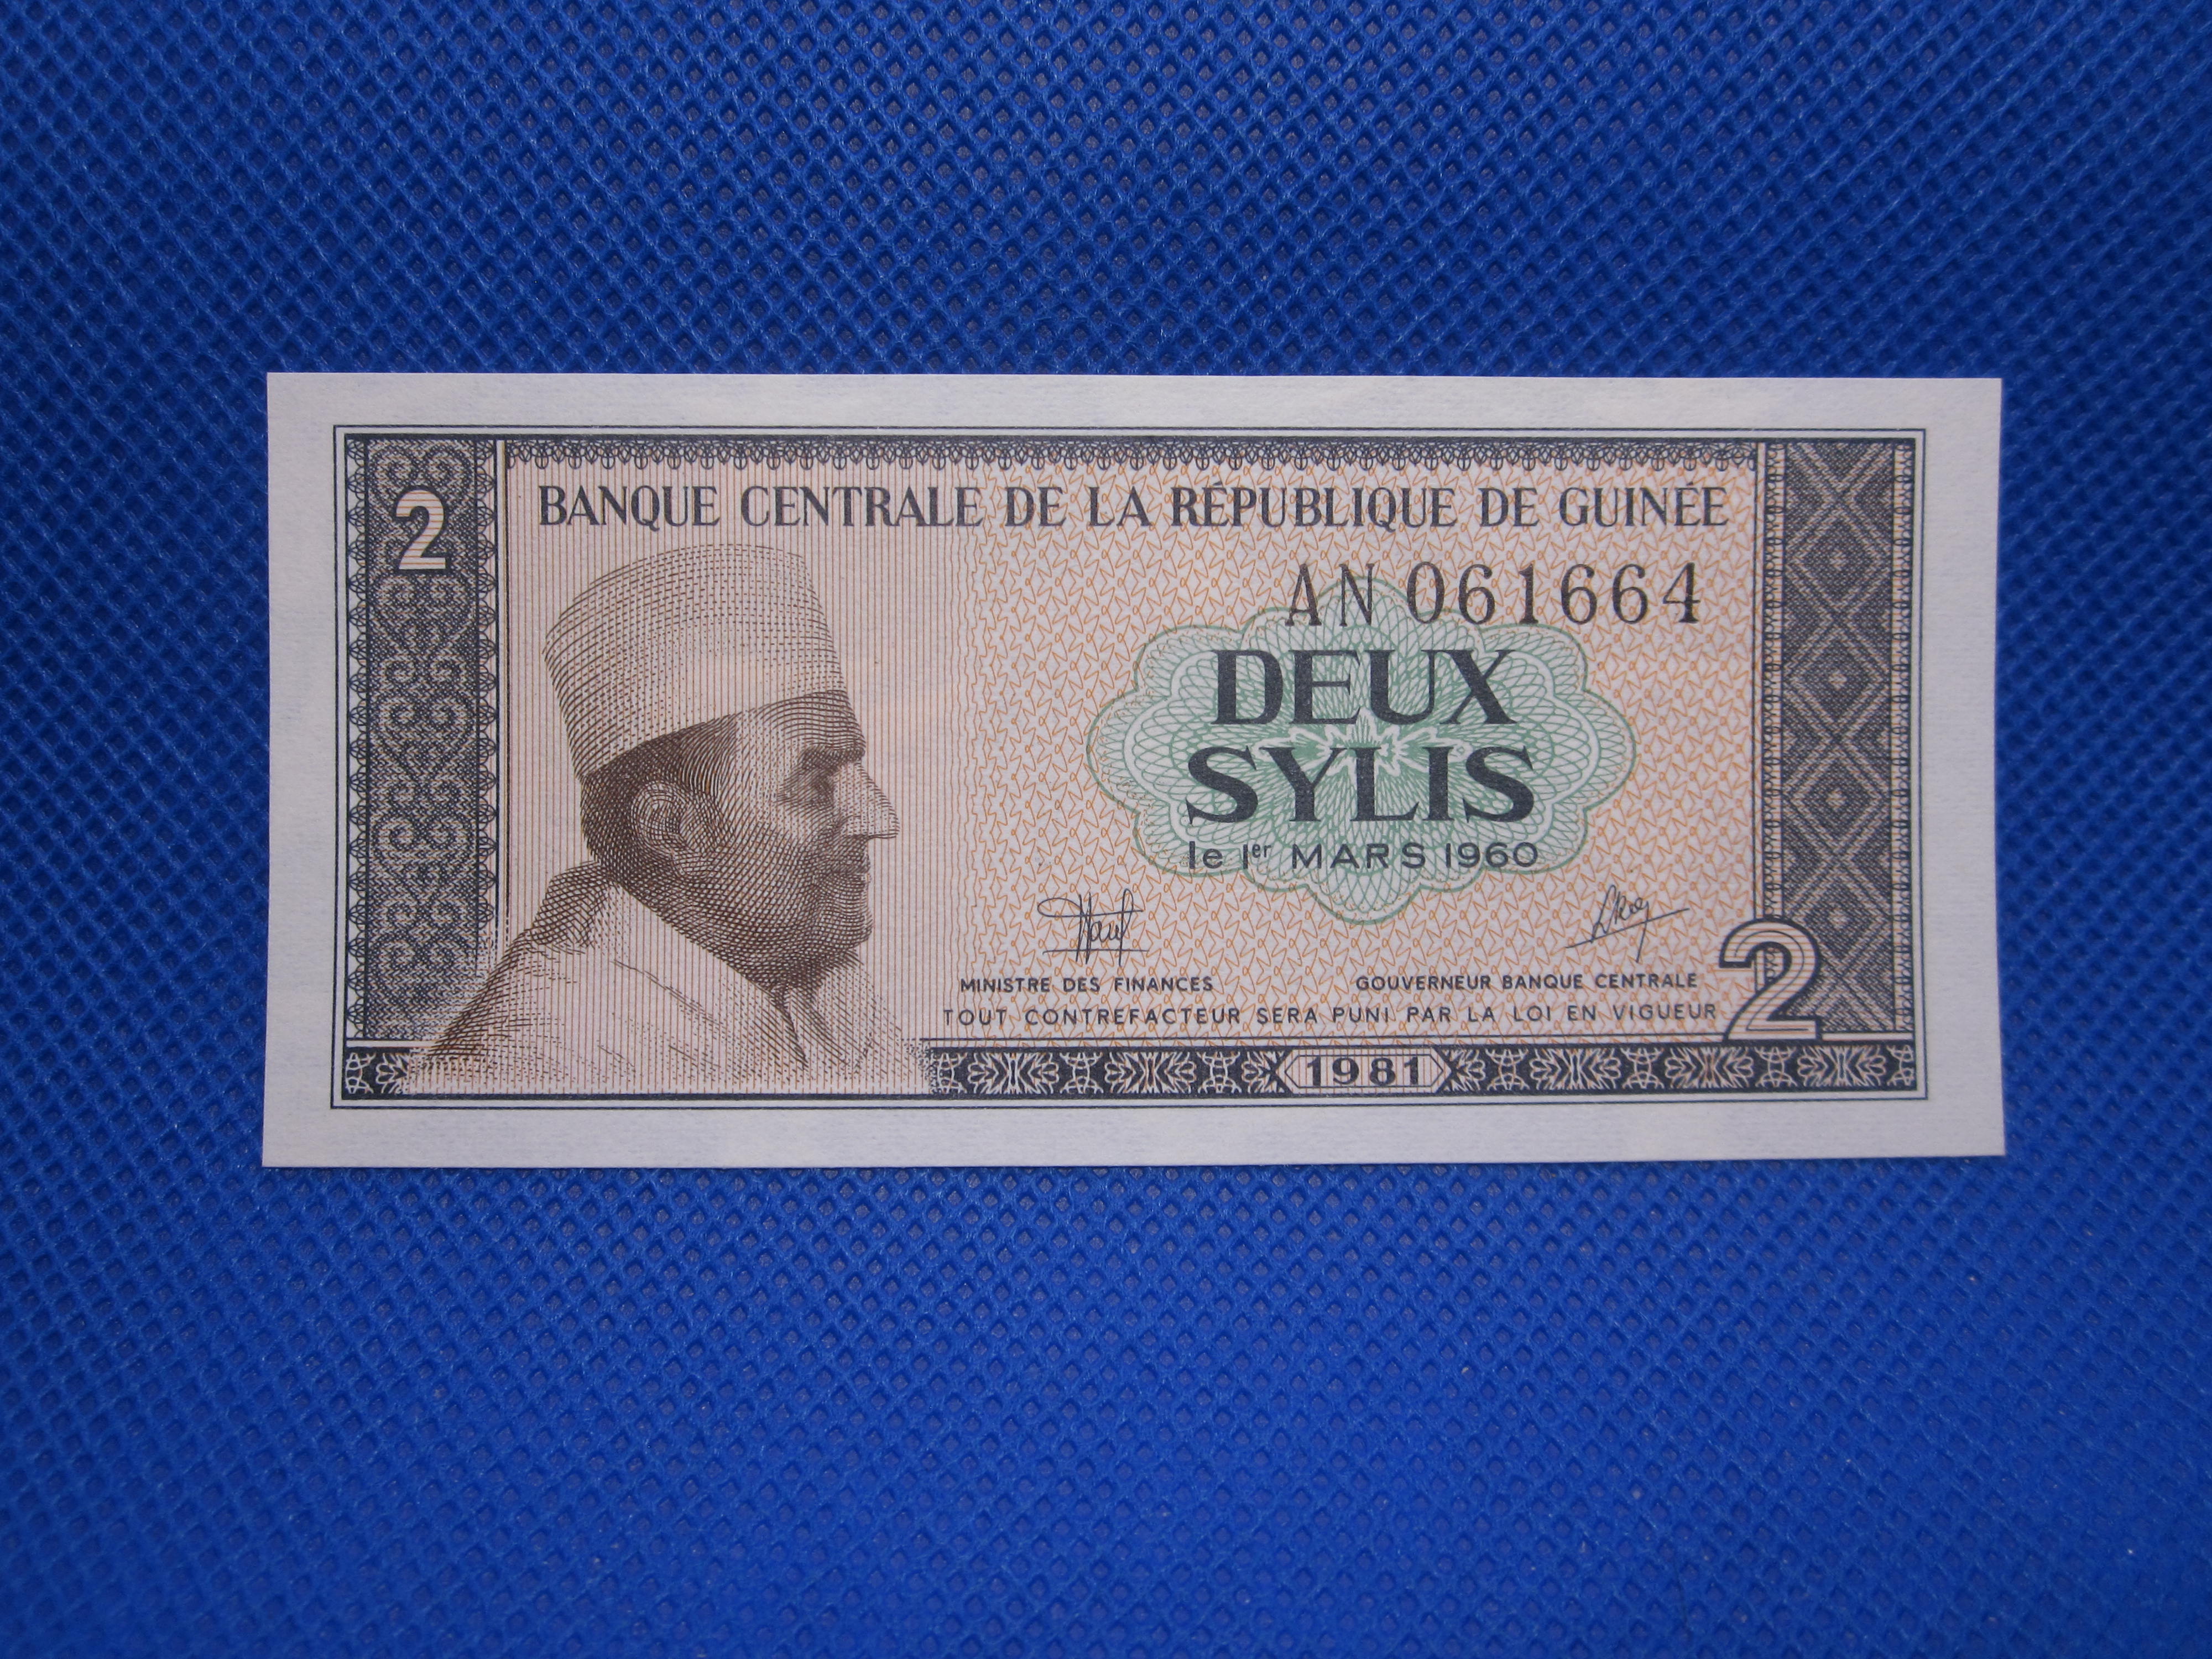 2
BANQUE CENTRALE DE LA RÉPUBLIQUE DE GUINÉE
AN 061664
DEUX
SYLIS
le 1er MARS 1960
MINISTRE DES FINANCES GOUVERNEUR BANQUE CENTRALE
TOUT CONTREFACTEUR SERA PUNI PAR LA LOI EN VIGUEUR
2
1981